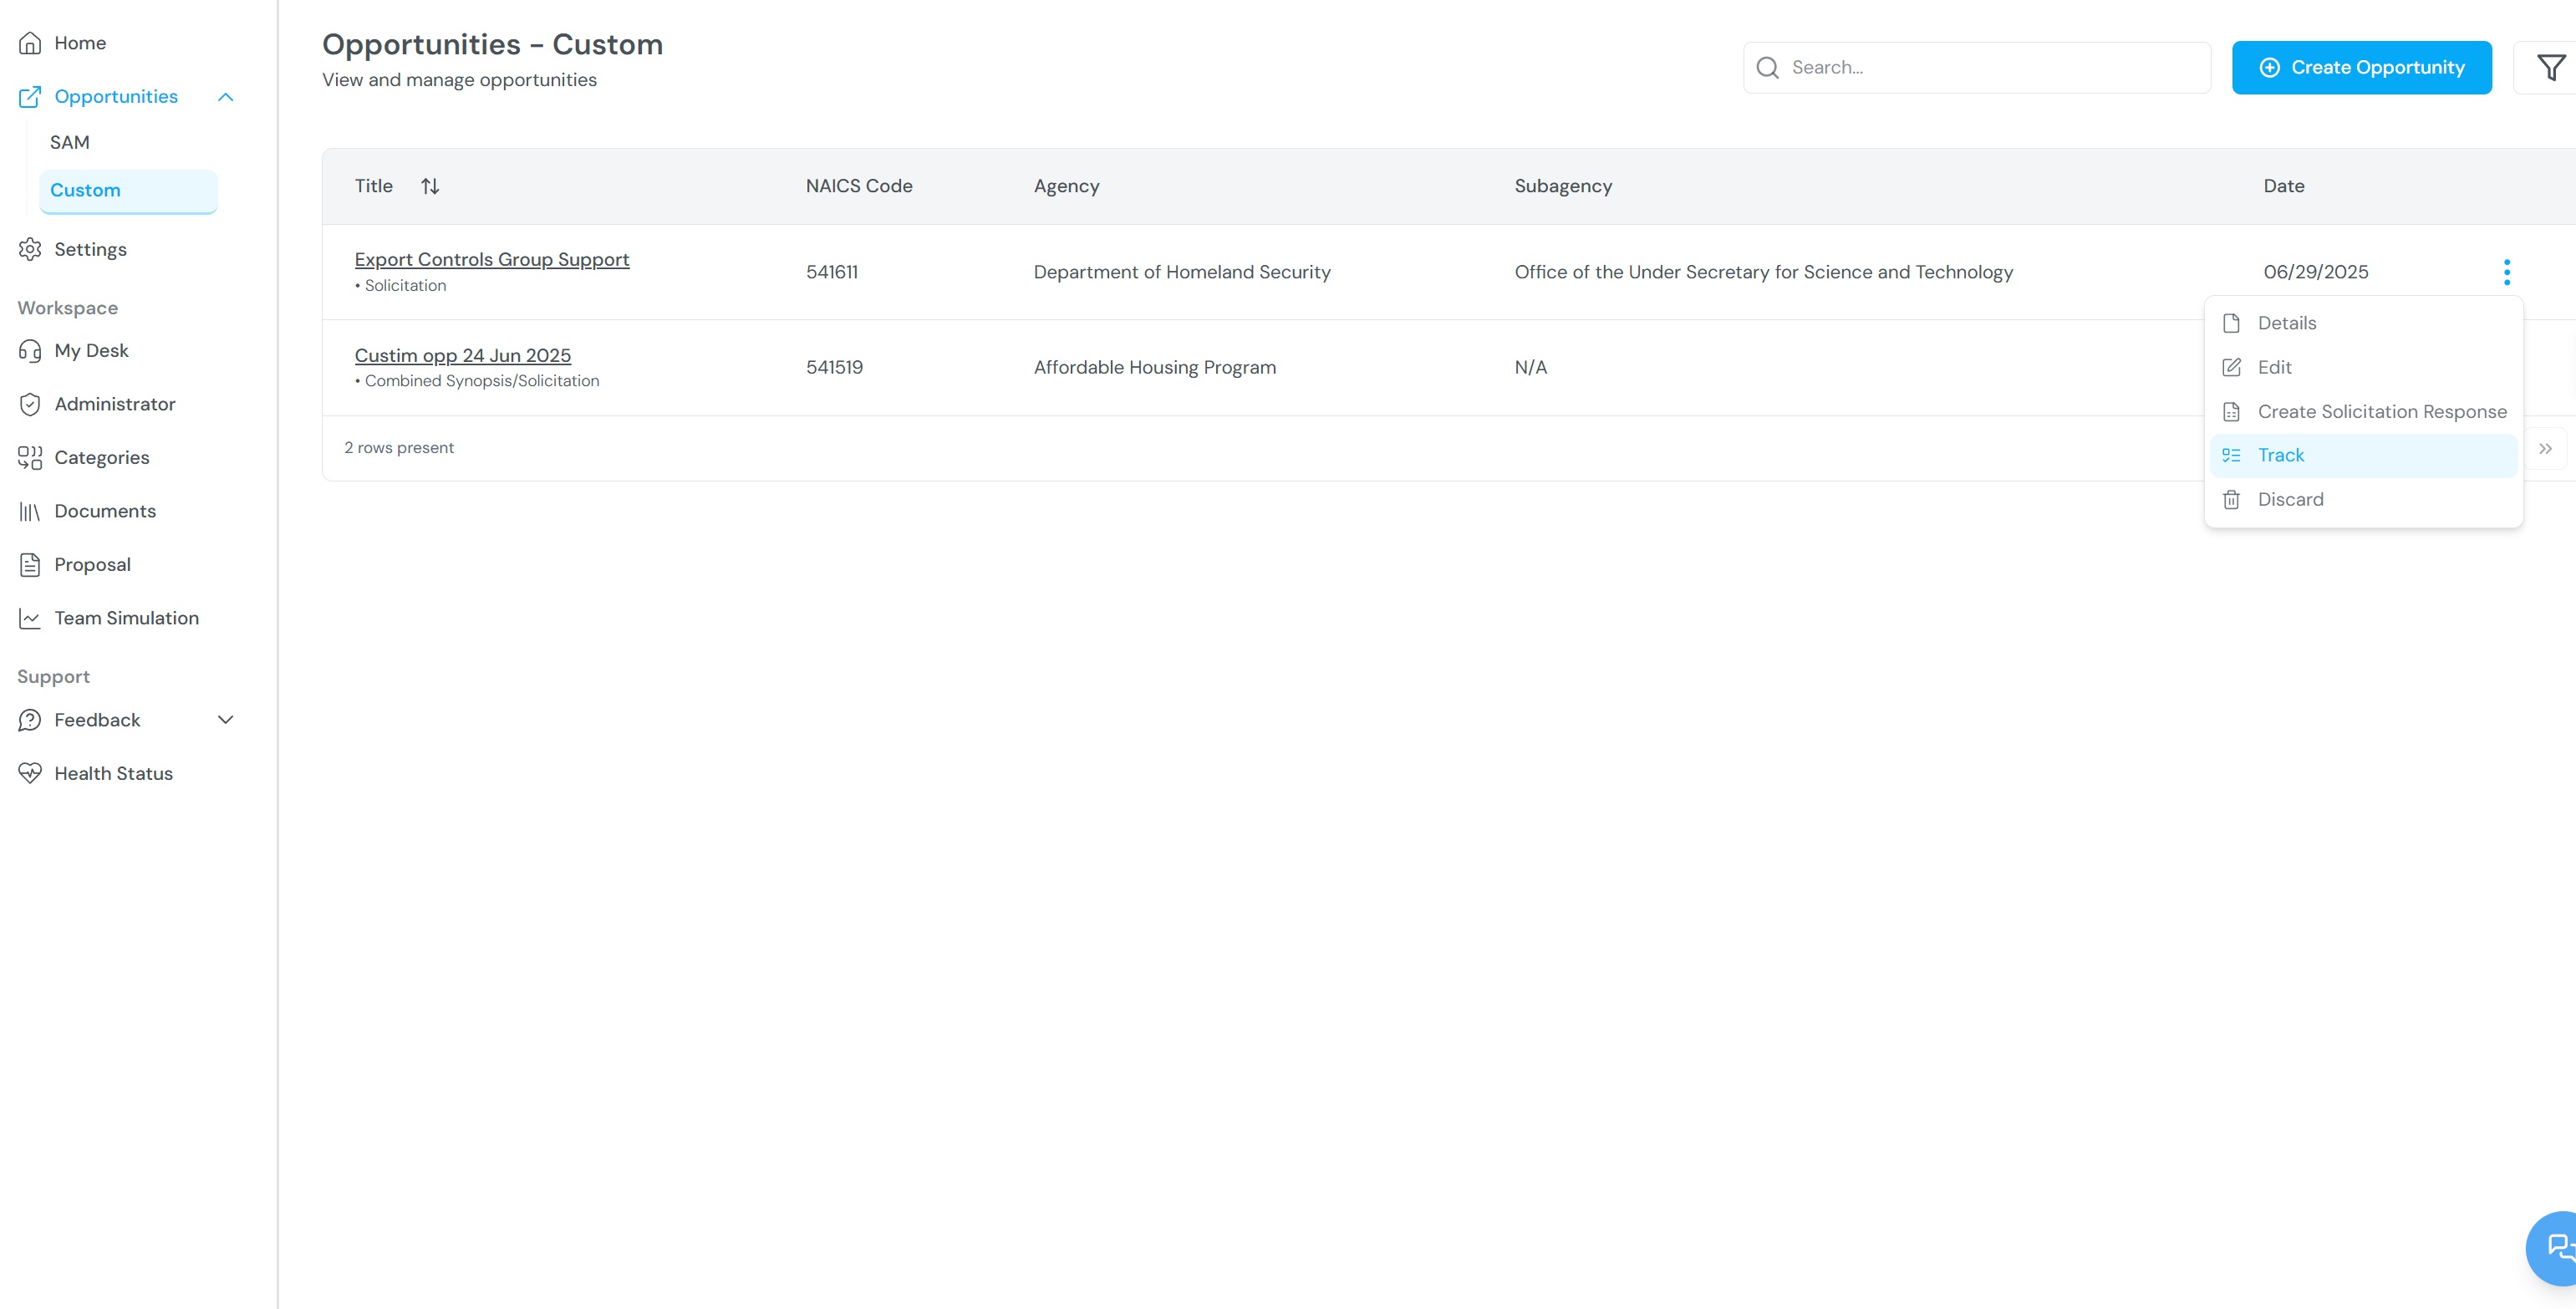 Home
Opportunities
SAM
Custom
Settings
Workspace
My Desk
Administrator
Categories
Documents
Proposal
Team Simulation
Support
Feedback
Health Status
Opportunities - Custom
View and manage opportunities
Search...
Create Opportunity
Title NAICS Code Agency Subagency Date
Export Controls Group Support 541611 Department of Homeland Security Office of the Under Secretary for Science and Technology 06/29/2025
• Solicitation
Custim opp 24 Jun 2025 541519 Affordable Housing Program N/A
• Combined Synopsis/Solicitation
2 rows present
Details
Edit
Create Solicitation Response
Track
Discard